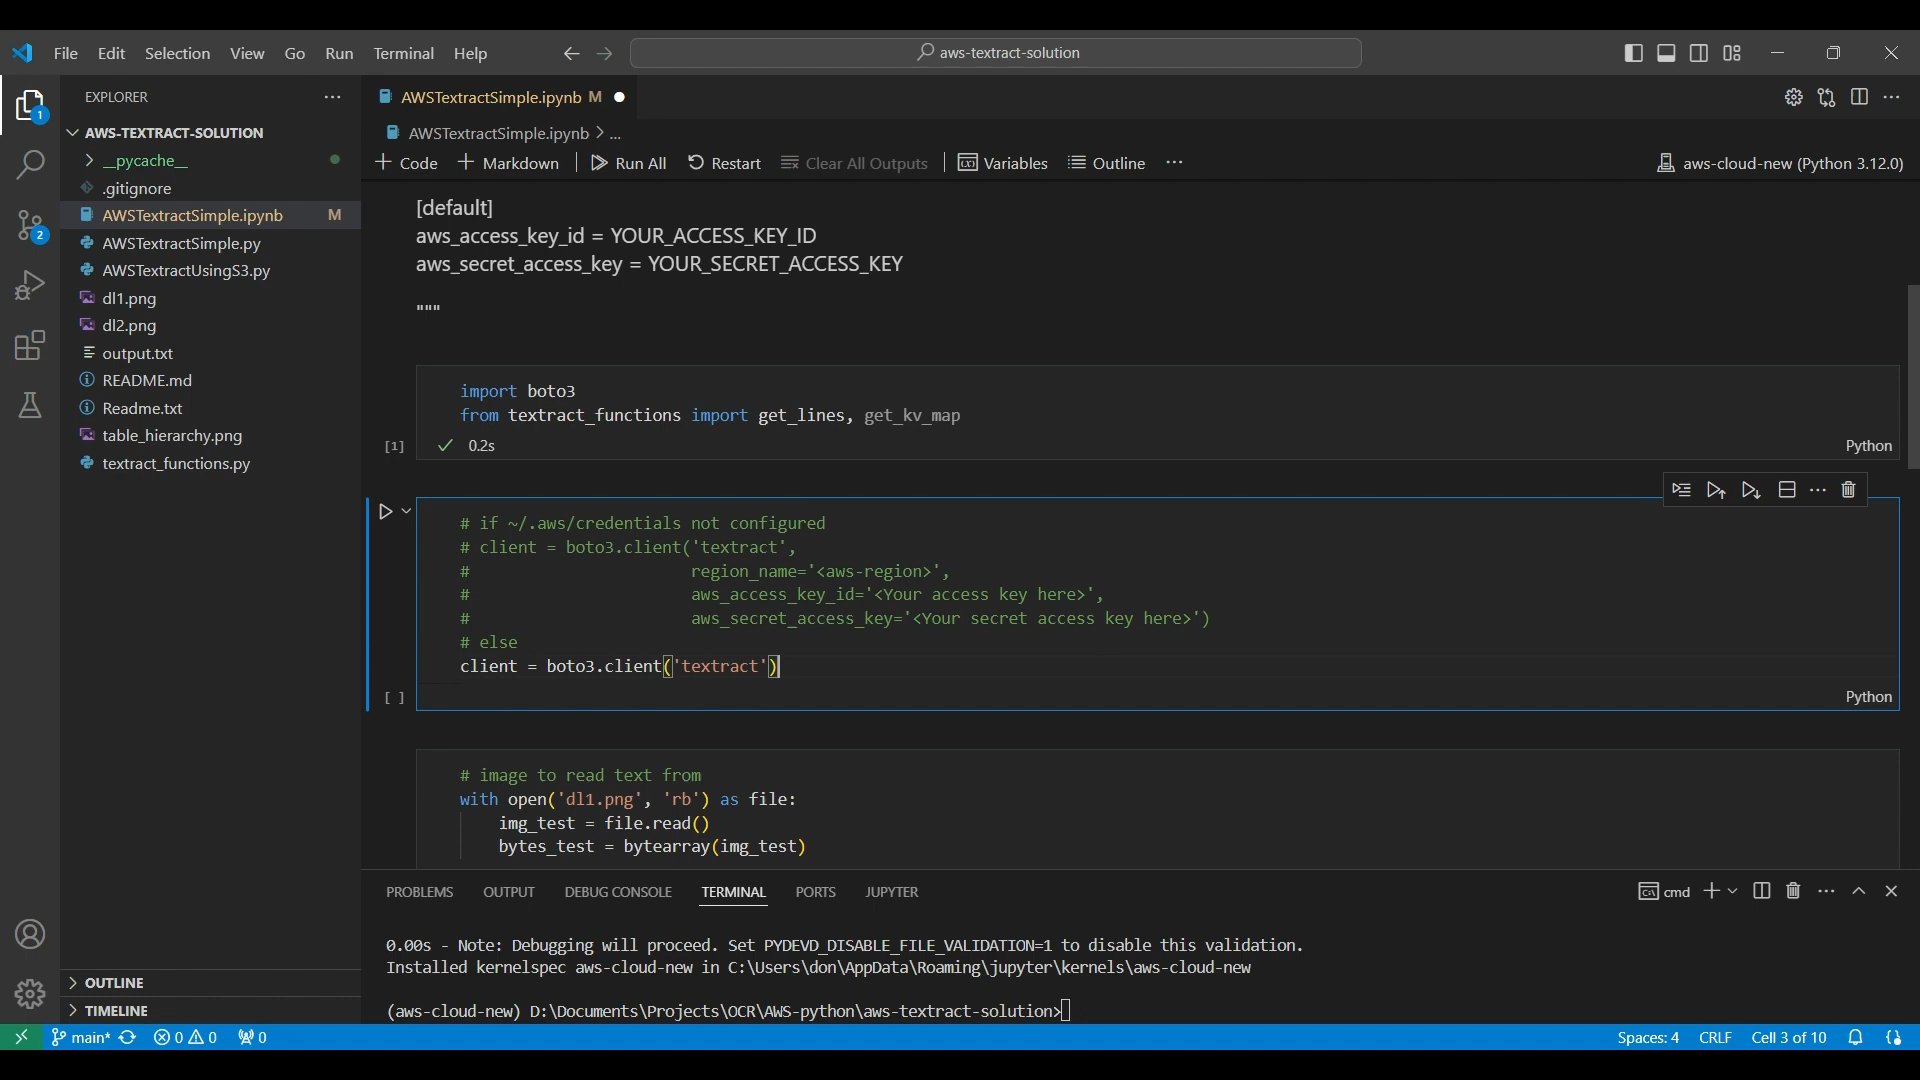 File Edit Selection View Go Run Terminal Help
aws-textract-solution
EXPLORER
AWS-TEXTRACT-SOLUTION
__pycache__
.gitignore
AWSTextractSimple.ipynb M
AWSTextractSimple.py
AWSTextractUsingS3.py
dl1.png
dl2.png
output.txt
README.md
Readme.txt
table_hierarchy.png
textract_functions.py
OUTLINE
TIMELINE
1
2
AWSTextractSimple.ipynb M
AWSTextractSimple.ipynb > ...
+ Code + Markdown Run All Restart Clear All Outputs Variables Outline ... aws-cloud-new (Python 3.12.0)
[default]
aws_access_key_id = YOUR_ACCESS_KEY_ID
aws_secret_access_key = YOUR_SECRET_ACCESS_KEY
"""
import boto3
from textract_functions import get_lines, get_kv_map
[1] ✓ 0.2s Python
# if ~/.aws/credentials not configured
# client = boto3.client('textract',
# region_name='<aws-region>',
# aws_access_key_id='<Your access key here>',
# aws_secret_access_key='<Your secret access key here>')
# else
client = boto3.client('textract')
[ ] Python
# image to read text from
with open('dl1.png', 'rb') as file:
img_test = file.read()
bytes_test = bytearray(img_test)
PROBLEMS OUTPUT DEBUG CONSOLE TERMINAL PORTS JUPYTER cmd
0.00s - Note: Debugging will proceed. Set PYDEVD_DISABLE_FILE_VALIDATION=1 to disable this validation.
Installed kernelspec aws-cloud-new in C:\Users\don\AppData\Roaming\jupyter\kernels\aws-cloud-new
(aws-cloud-new) D:\Documents\Projects\OCR\AWS-python\aws-textract-solution>
main* 0 0 0 Spaces: 4 CRLF Cell 3 of 10